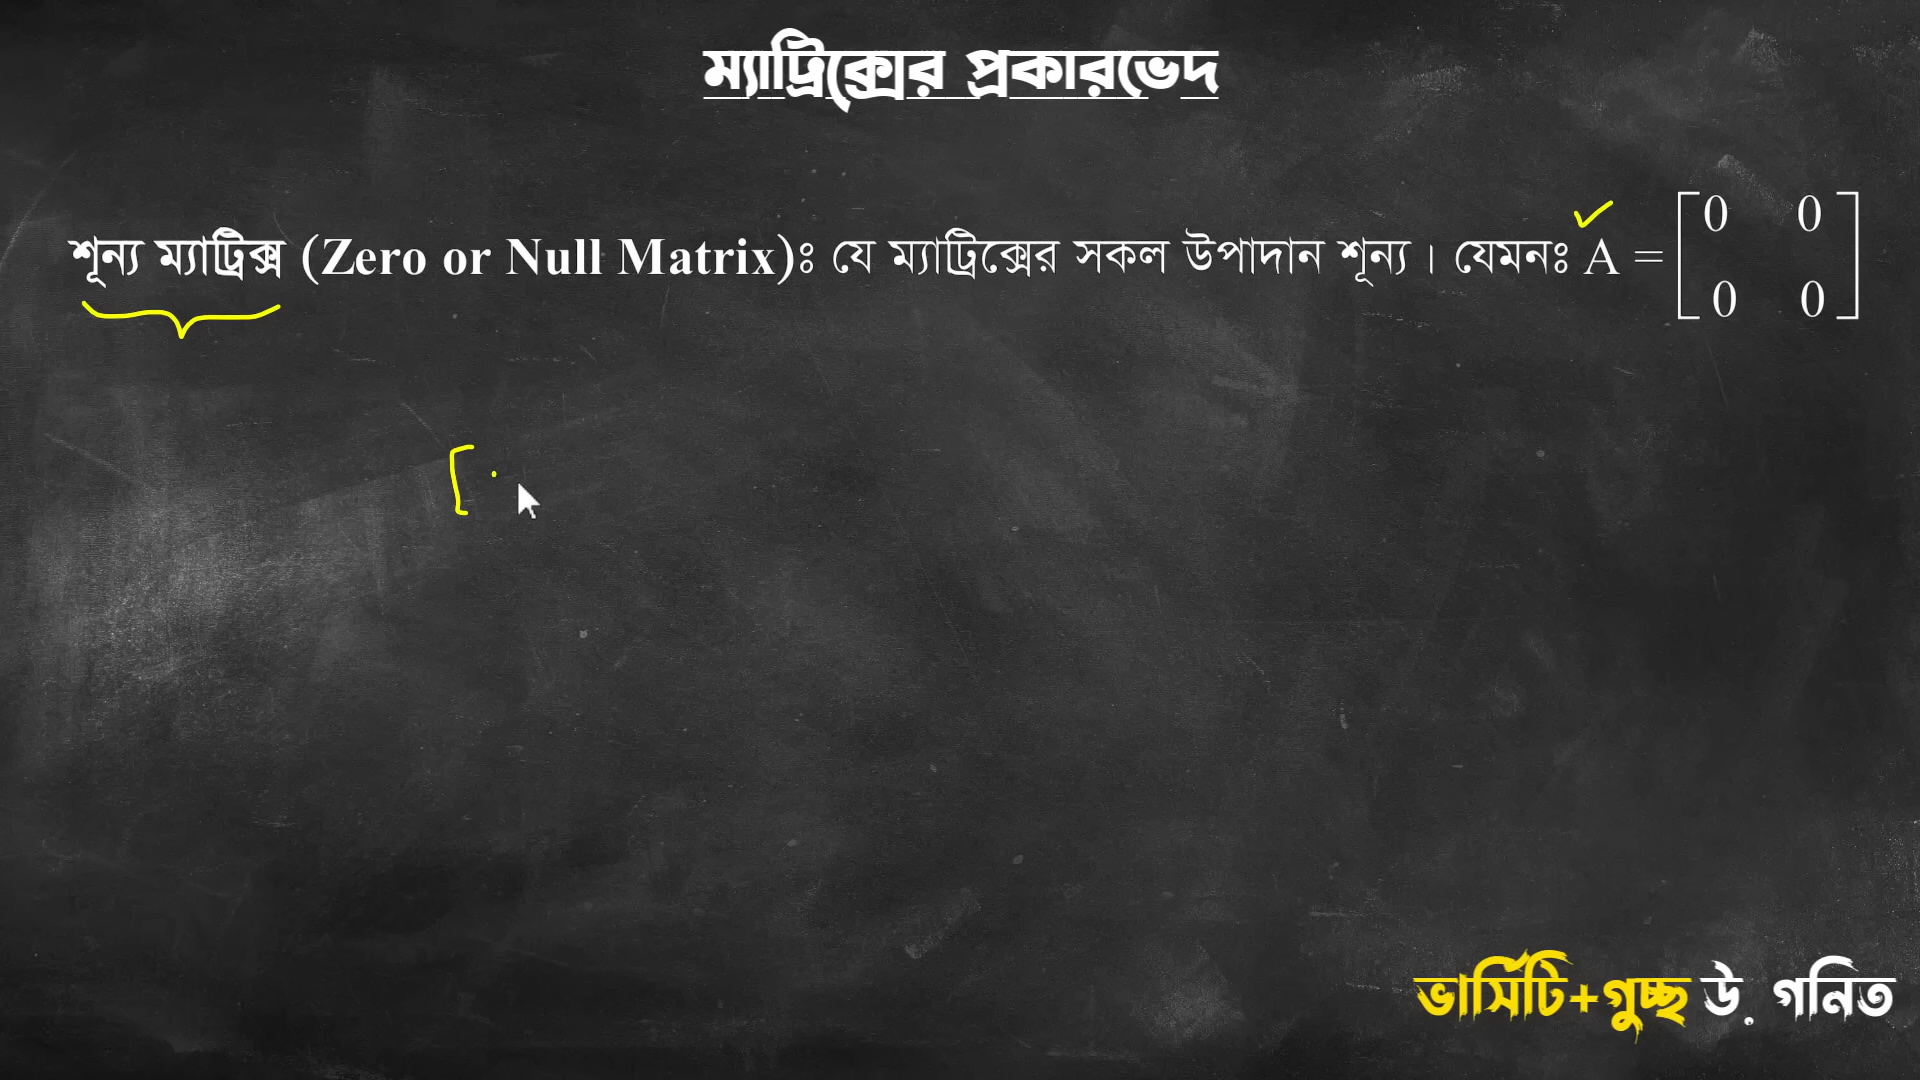 ম্যাট্রিক্সের প্রকারভেদ
শূন্য ম্যাট্রিক্স (Zero or Null Matrix)ঃ যে ম্যাট্রিক্সের সকল উপাদান শূন্য। যেমনঃ A = [0 0
0 0]
[
ভার্সিটি+গুচ্ছ উ. গনিত